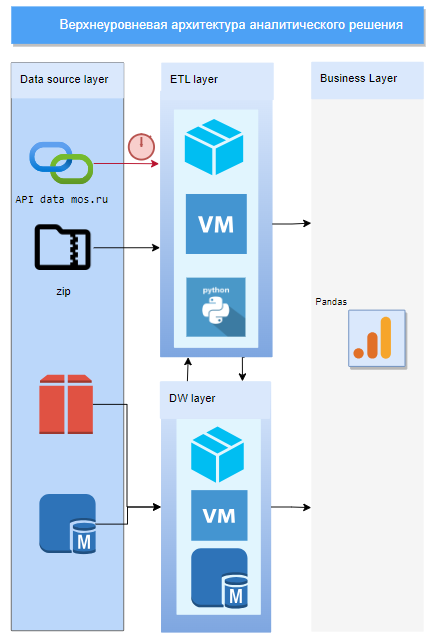 Верхнеуровневая архитектура аналитического решения
Data source layer
ETL layer
Business Layer
API data mos.ru
VM
zip
python
Pandas
DW layer
VM
M
M